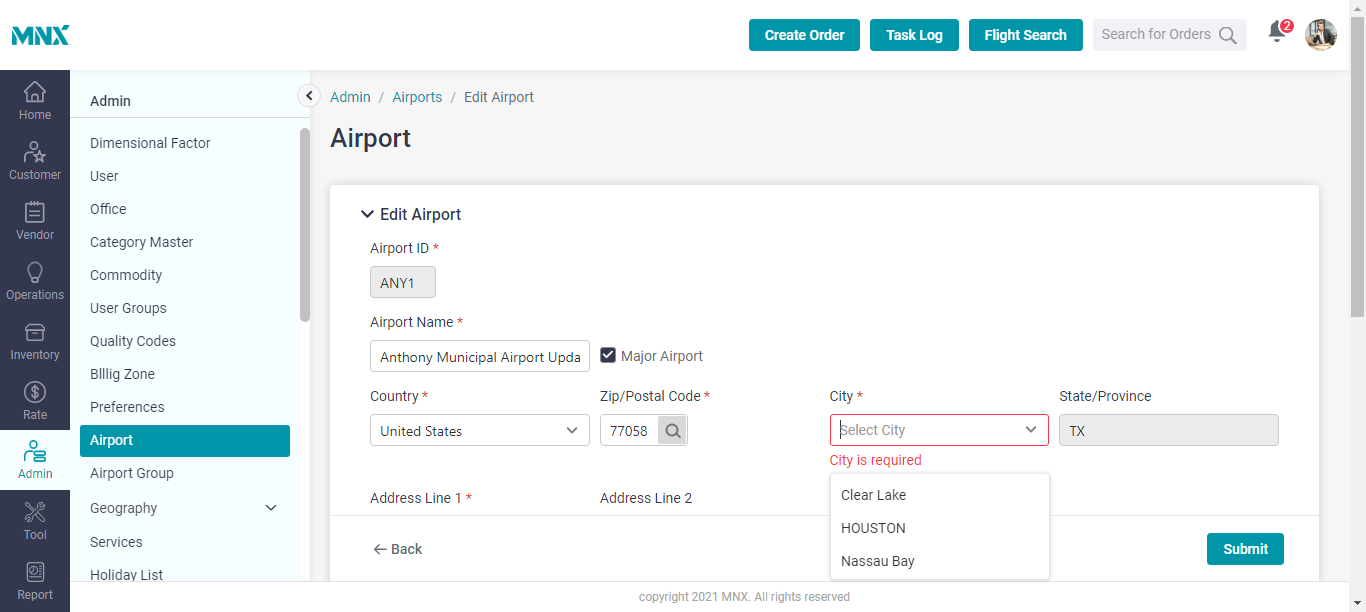 MNX
Create Order
Task Log
Flight Search
Search for Orders
2
Home
Customer
Vendor
Operations
Inventory
Rate
Admin
Tool
Report
Admin
Dimensional Factor
User
Office
Category Master
Commodity
User Groups
Quality Codes
Blllig Zone
Preferences
Airport
Airport Group
Geography
Services
Holiday List
Admin / Airports / Edit Airport
Airport
Edit Airport
Airport ID *
ANY1
Airport Name *
Anthony Municipal Airport Upda
Major Airport
Country * Zip/Postal Code * City * State/Province
United States 77058 Select City TX
City is required
Clear Lake
HOUSTON
Nassau Bay
Address Line 1 * Address Line 2
Back
Submit
copyright 2021 MNX. All rights reserved